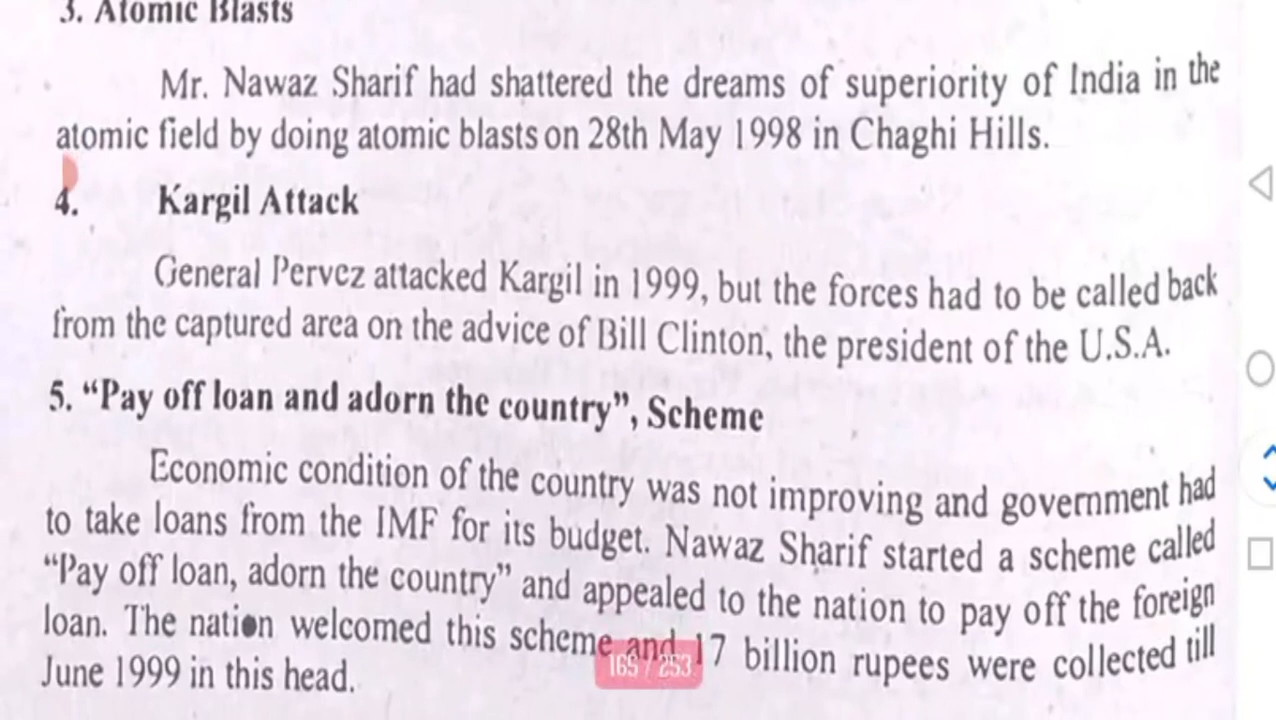 3. Atomic Blasts
Mr. Nawaz Sharif had shattered the dreams of superiority of India in the
atomic field by doing atomic blasts on 28th May 1998 in Chaghi Hills.
4. Kargil Attack
General Pervez attacked Kargil in 1999, but the forces had to be called back
from the captured area on the advice of Bill Clinton, the president of the U.S.A.
5. “Pay off loan and adorn the country”, Scheme
Economic condition of the country was not improving and government had
to take loans from the IMF for its budget. Nawaz Sharif started a scheme called
“Pay off loan, adorn the country” and appealed to the nation to pay off the foreign
loan. The nation welcomed this scheme and 17 billion rupees were collected till
June 1999 in this head.
165 / 253